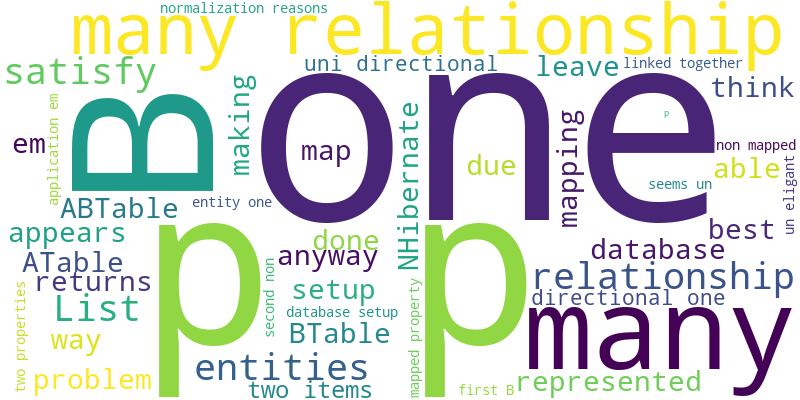 normalization reasons
many relationship
satisfy
uni directional
leave
linked together
think
B
one
making
em
application em
map
NHibernate
due
mapping
p
non mapped
able
seems un
un eligant
ABTable
entity one
appears
done
best
ATable
anyway
database
returns
p
p
second non
setup
relationship
List
directional one
database setup
two properties
way
BTable
mapped property
many
entities
problem
two items
first B
represented